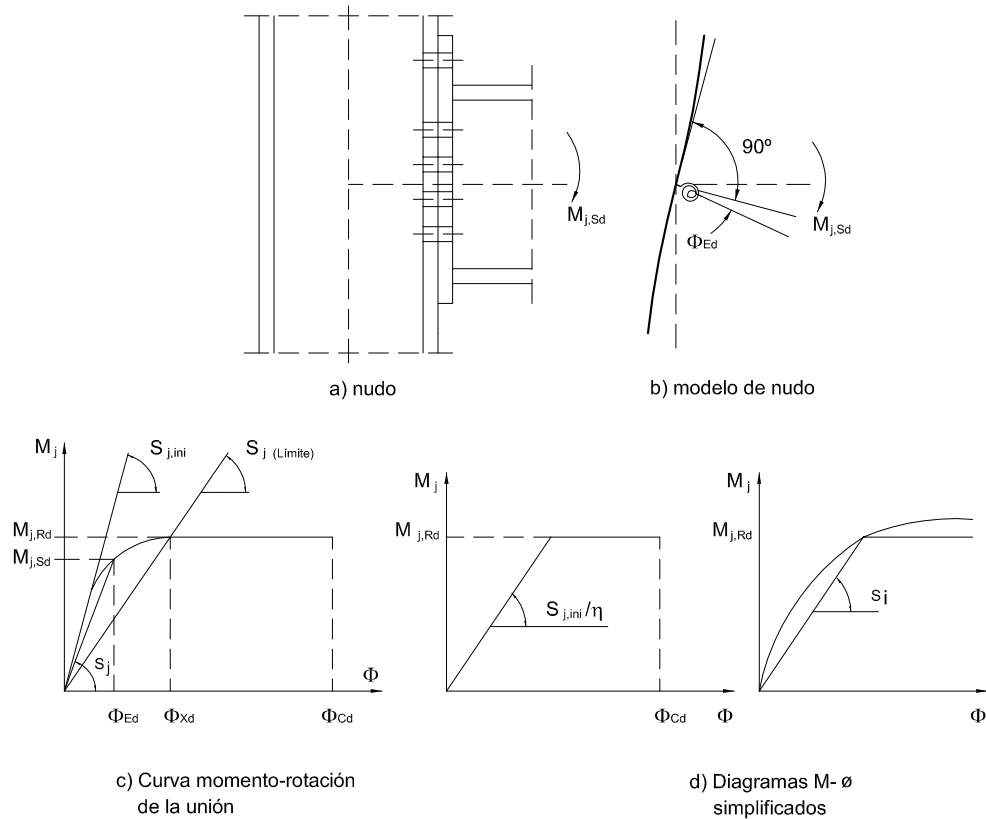 M j,Sd
a) nudo
90º
Φ Ed
M j,Sd
b) modelo de nudo
M j
S j,ini
S j (Límite)
M j,Rd
M j,Sd
s j
Φ
Φ Ed
Φ Xd
Φ Cd
c) Curva momento-rotación
de la unión
M j
M j,Rd
S j,ini /η
Φ Cd
Φ
M j
M j,Rd
s i
Φ
d) Diagramas M- ø
simplificados